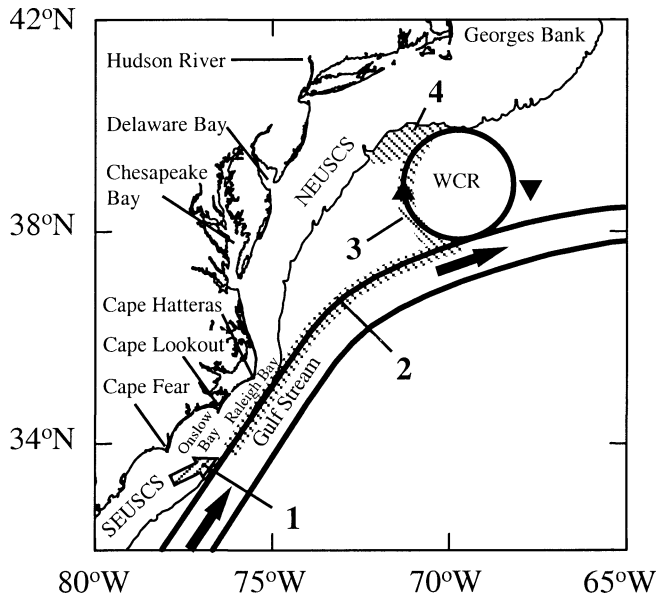 42°N
Georges Bank
Hudson River
4
Delaware Bay
NEUSCS
WCR
Chesapeake
Bay
38°N
3
Cape Hatteras
Cape Lookout
2
Cape Fear
Raleigh Bay
Gulf Stream
34°N
Onslow
Bay
SEUSCS
1
80°W
75°W
70°W
65°W